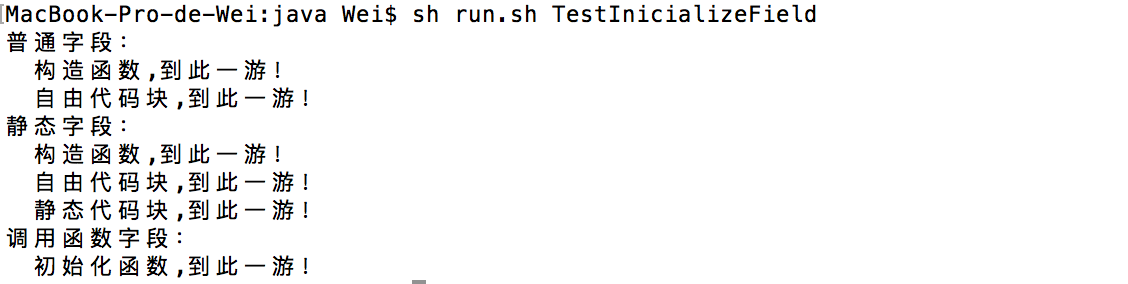 [MacBook-Pro-de-Wei:java Wei$ sh run.sh TestInicializeField
普通字段:
构造函数,到此一游!
自由代码块,到此一游!
静态字段:
构造函数,到此一游!
自由代码块,到此一游!
静态代码块,到此一游!
调用函数字段:
初始化函数,到此一游!